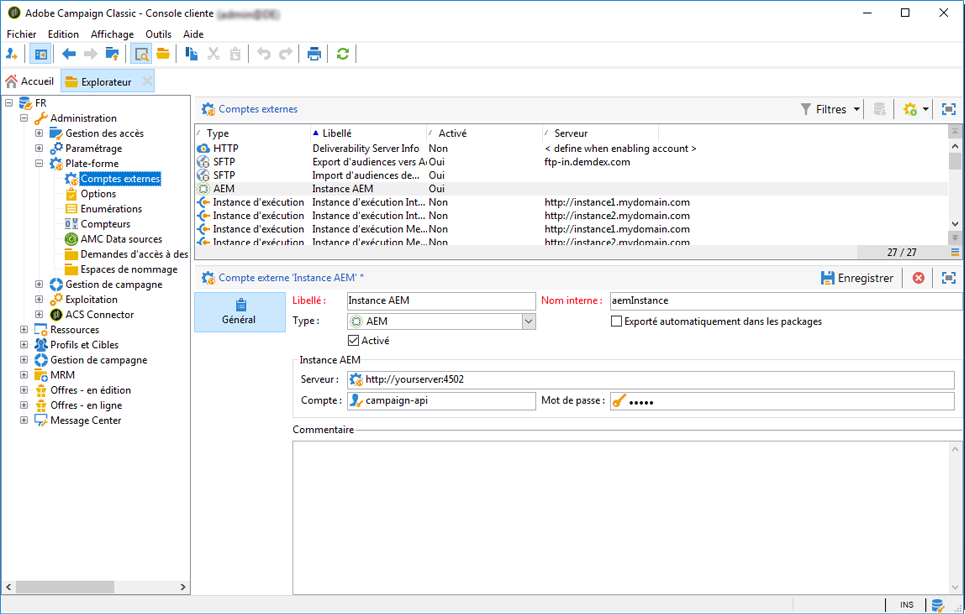 Adobe Campaign Classic - Console cliente
Fichier Edition Affichage Outils Aide
Accueil Explorateur
FR
Administration
Gestion des accès
Paramétrage
Plate-forme
Comptes externes
Options
Enumérations
Compteurs
AMC Data sources
Demandes d'accès à des
Espaces de nommage
Gestion de campagne
Exploitation
ACS Connector
Ressources
Profils et Cibles
Gestion de campagne
MRM
Offres - en édition
Offres - en ligne
Message Center
Comptes externes Filtres
Type Libellé Activé Serveur
HTTP Deliverability Server Info Non < define when enabling account >
SFTP Export d'audiences vers A Oui ftp-in.demdex.com
SFTP Import d'audiences de... Oui
AEM Instance AEM Oui
Instance d'exécution Instance d'exécution Int... Non http://instance1.mydomain.com
Instance d'exécution Instance d'exécution Int... Non http://instance2.mydomain.com
Instance d'exécution Instance d'exécution Me... Non http://instance1.mydomain.com
Instance d'exécution Instance d'exécution Me... Non http://instance2.mydomain.com
27 / 27
Compte externe 'Instance AEM' * Enregistrer
Général
Libellé : Instance AEM Nom interne : aemInstance
Type : AEM Exporté automatiquement dans les packages
Activé
Instance AEM
Serveur : http://yourserver:4502
Compte : campaign-api Mot de passe : •••••
Commentaire
INS